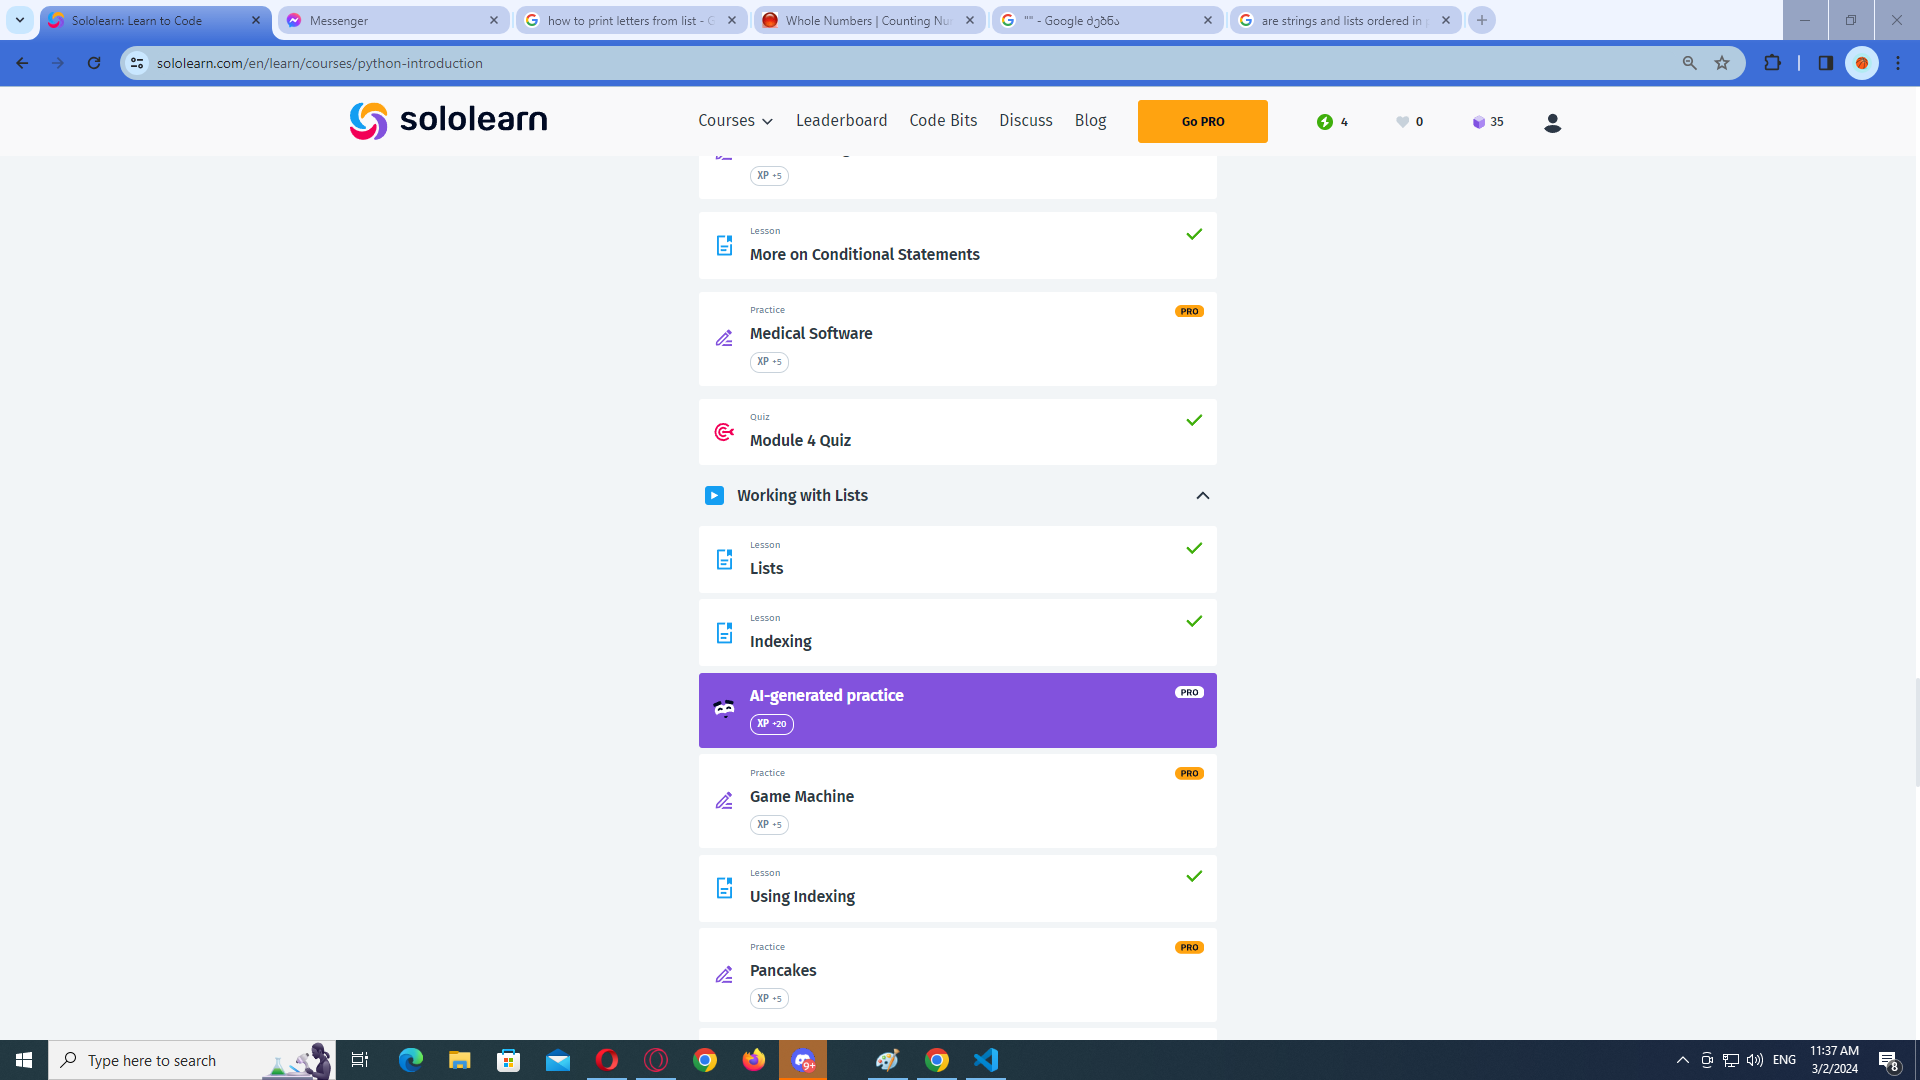 Sololearn: Learn to Code
Messenger
how to print letters from list - G
Whole Numbers | Counting Nu
"" - Google ძებნა
are strings and lists ordered in p
sololearn.com/en/learn/courses/python-introduction
sololearn
Courses
Leaderboard
Code Bits
Discuss
Blog
Go PRO
4
0
35
XP +5
Lesson
More on Conditional Statements
Practice
PRO
Medical Software
XP +5
Quiz
Module 4 Quiz
Working with Lists
Lesson
Lists
Lesson
Indexing
AI-generated practice
PRO
XP +20
Practice
PRO
Game Machine
XP +5
Lesson
Using Indexing
Practice
PRO
Pancakes
XP +5
Type here to search
9+
ENG
11:37 AM
3/2/2024
8